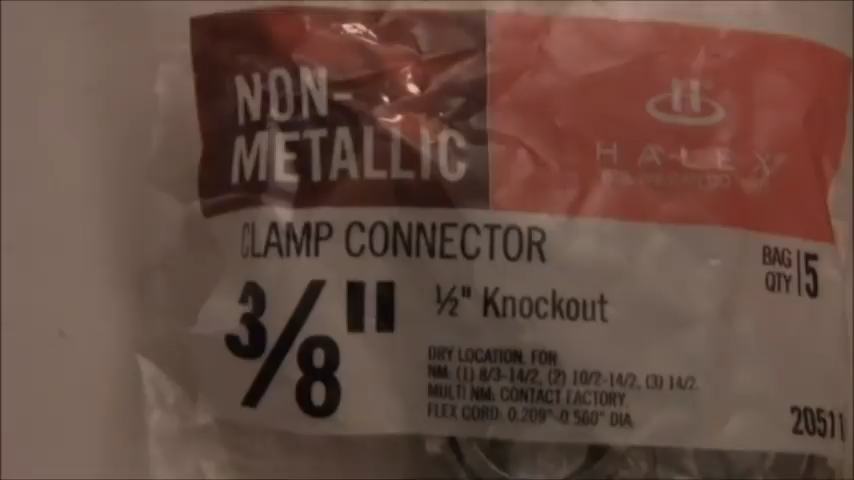 NON-
METALLIC
HALEX
CLAMP CONNECTOR
BAG
QTY 5
3/8"
½" Knockout
DRY LOCATION. FOR
NM: (1) 8/3-14/2, (2) 10/2-14/2, (3) 14/2.
MULTI NM: CONTACT FACTORY
FLEX CORD: 0.209"-0.560" DIA.
20511